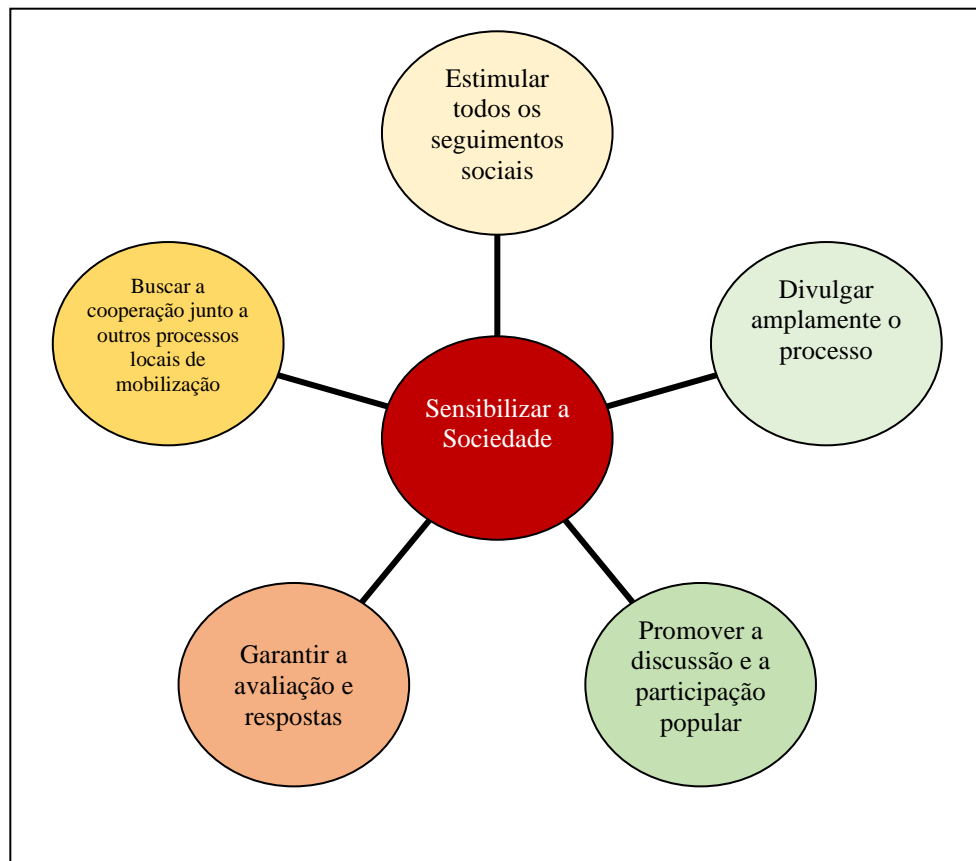 Estimular
todos os
seguimentos
sociais
Buscar a
cooperação junto a
outros processos
locais de
mobilização
Divulgar
amplamente o
processo
Sensibilizar a
Sociedade
Garantir a
avaliação e
respostas
Promover a
discussão e a
participação
popular